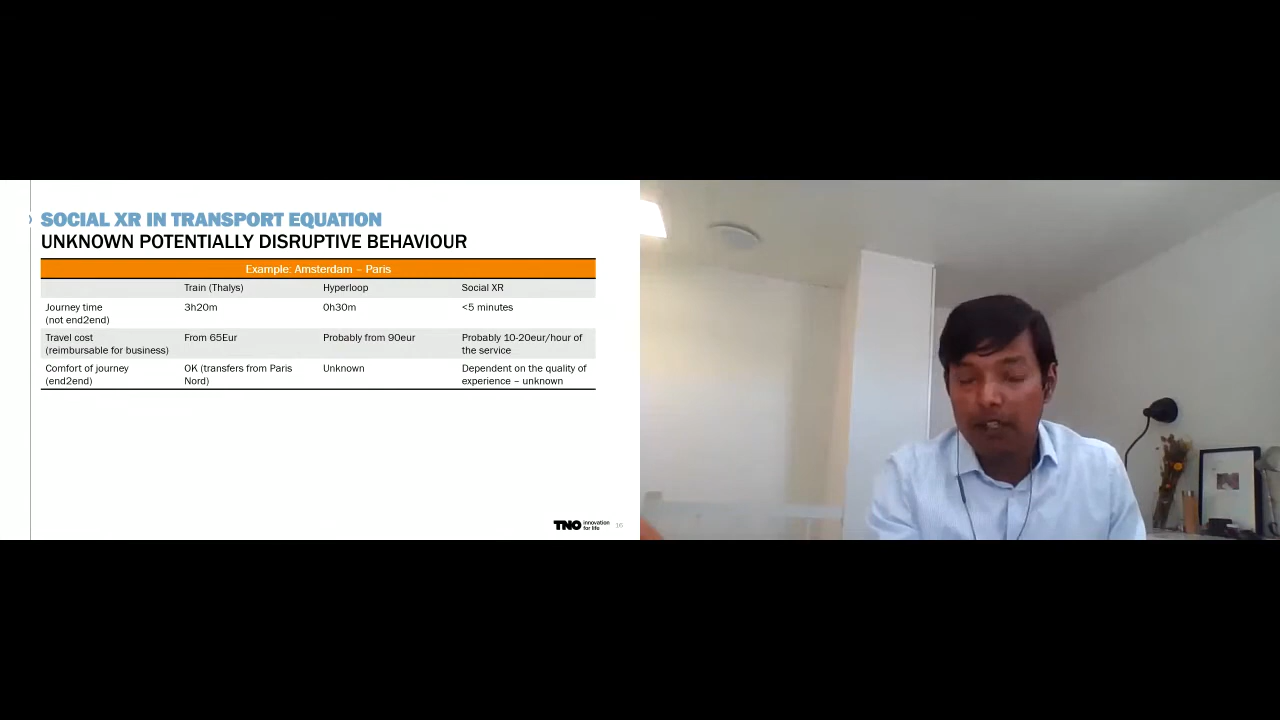 SOCIAL XR IN TRANSPORT EQUATION
UNKNOWN POTENTIALLY DISRUPTIVE BEHAVIOUR
Example: Amsterdam – Paris
Train (Thalys) Hyperloop Social XR
Journey time 3h20m 0h30m <5 minutes
(not end2end)
Travel cost From 65Eur Probably from 90eur Probably 10-20eur/hour of
(reimbursable for business) the service
Comfort of journey OK (transfers from Paris Unknown Dependent on the quality of
(end2end) Nord) experience – unknown
TNO innovation
for life
16